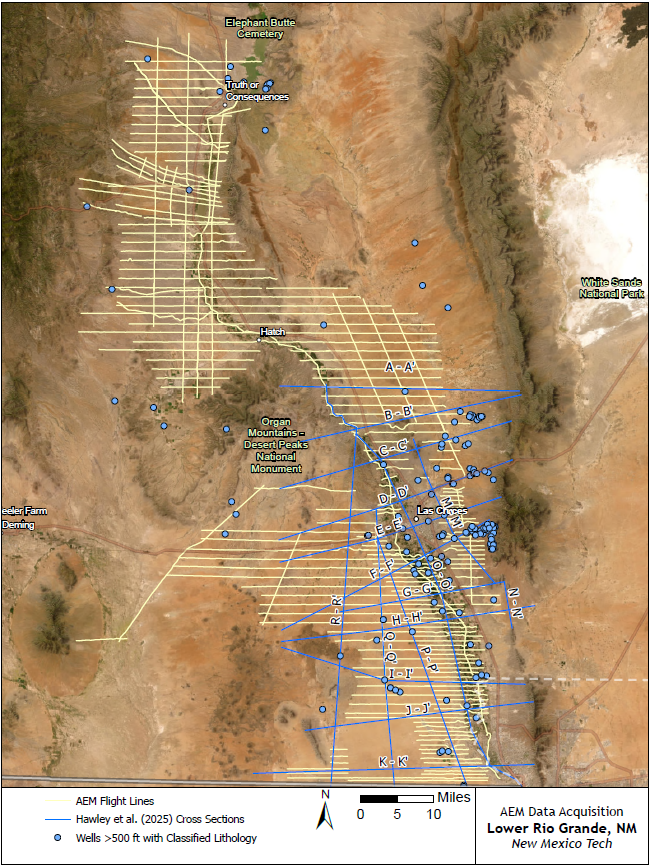 Elephant Butte
Cemetery
Truth or
Consequences
White Sands
National Park
Hatch
A - A'
B - B'
Organ
Mountains -
Desert Peaks
National
Monument
C - C'
D - D'
M - M'
eeler Farm
Deming
Las Cruces
E - E'
F - F'
O - O'
G - G'
N - N'
R - R'
H - H'
Q - Q'
P - P'
I - I'
J - J'
K - K'
AEM Flight Lines
Hawley et al. (2025) Cross Sections
Wells >500 ft with Classified Lithology
N
Miles
0 5 10
AEM Data Acquisition
Lower Rio Grande, NM
New Mexico Tech